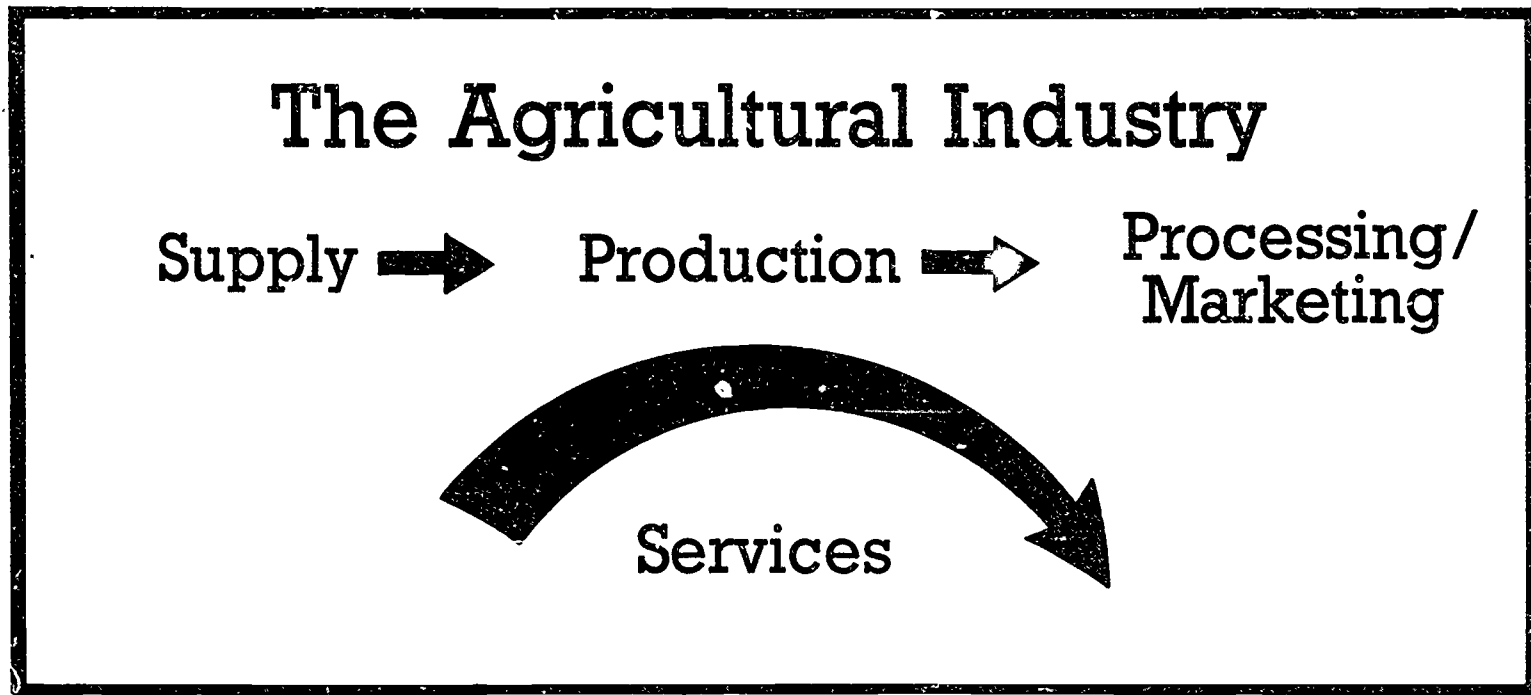 The Agricultural Industry
Supply
Production
Processing/
Marketing
Services